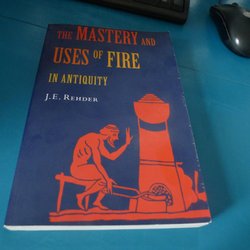 THE MASTERY AND
USES OF FIRE
IN ANTIQUITY
J.E. REHDER